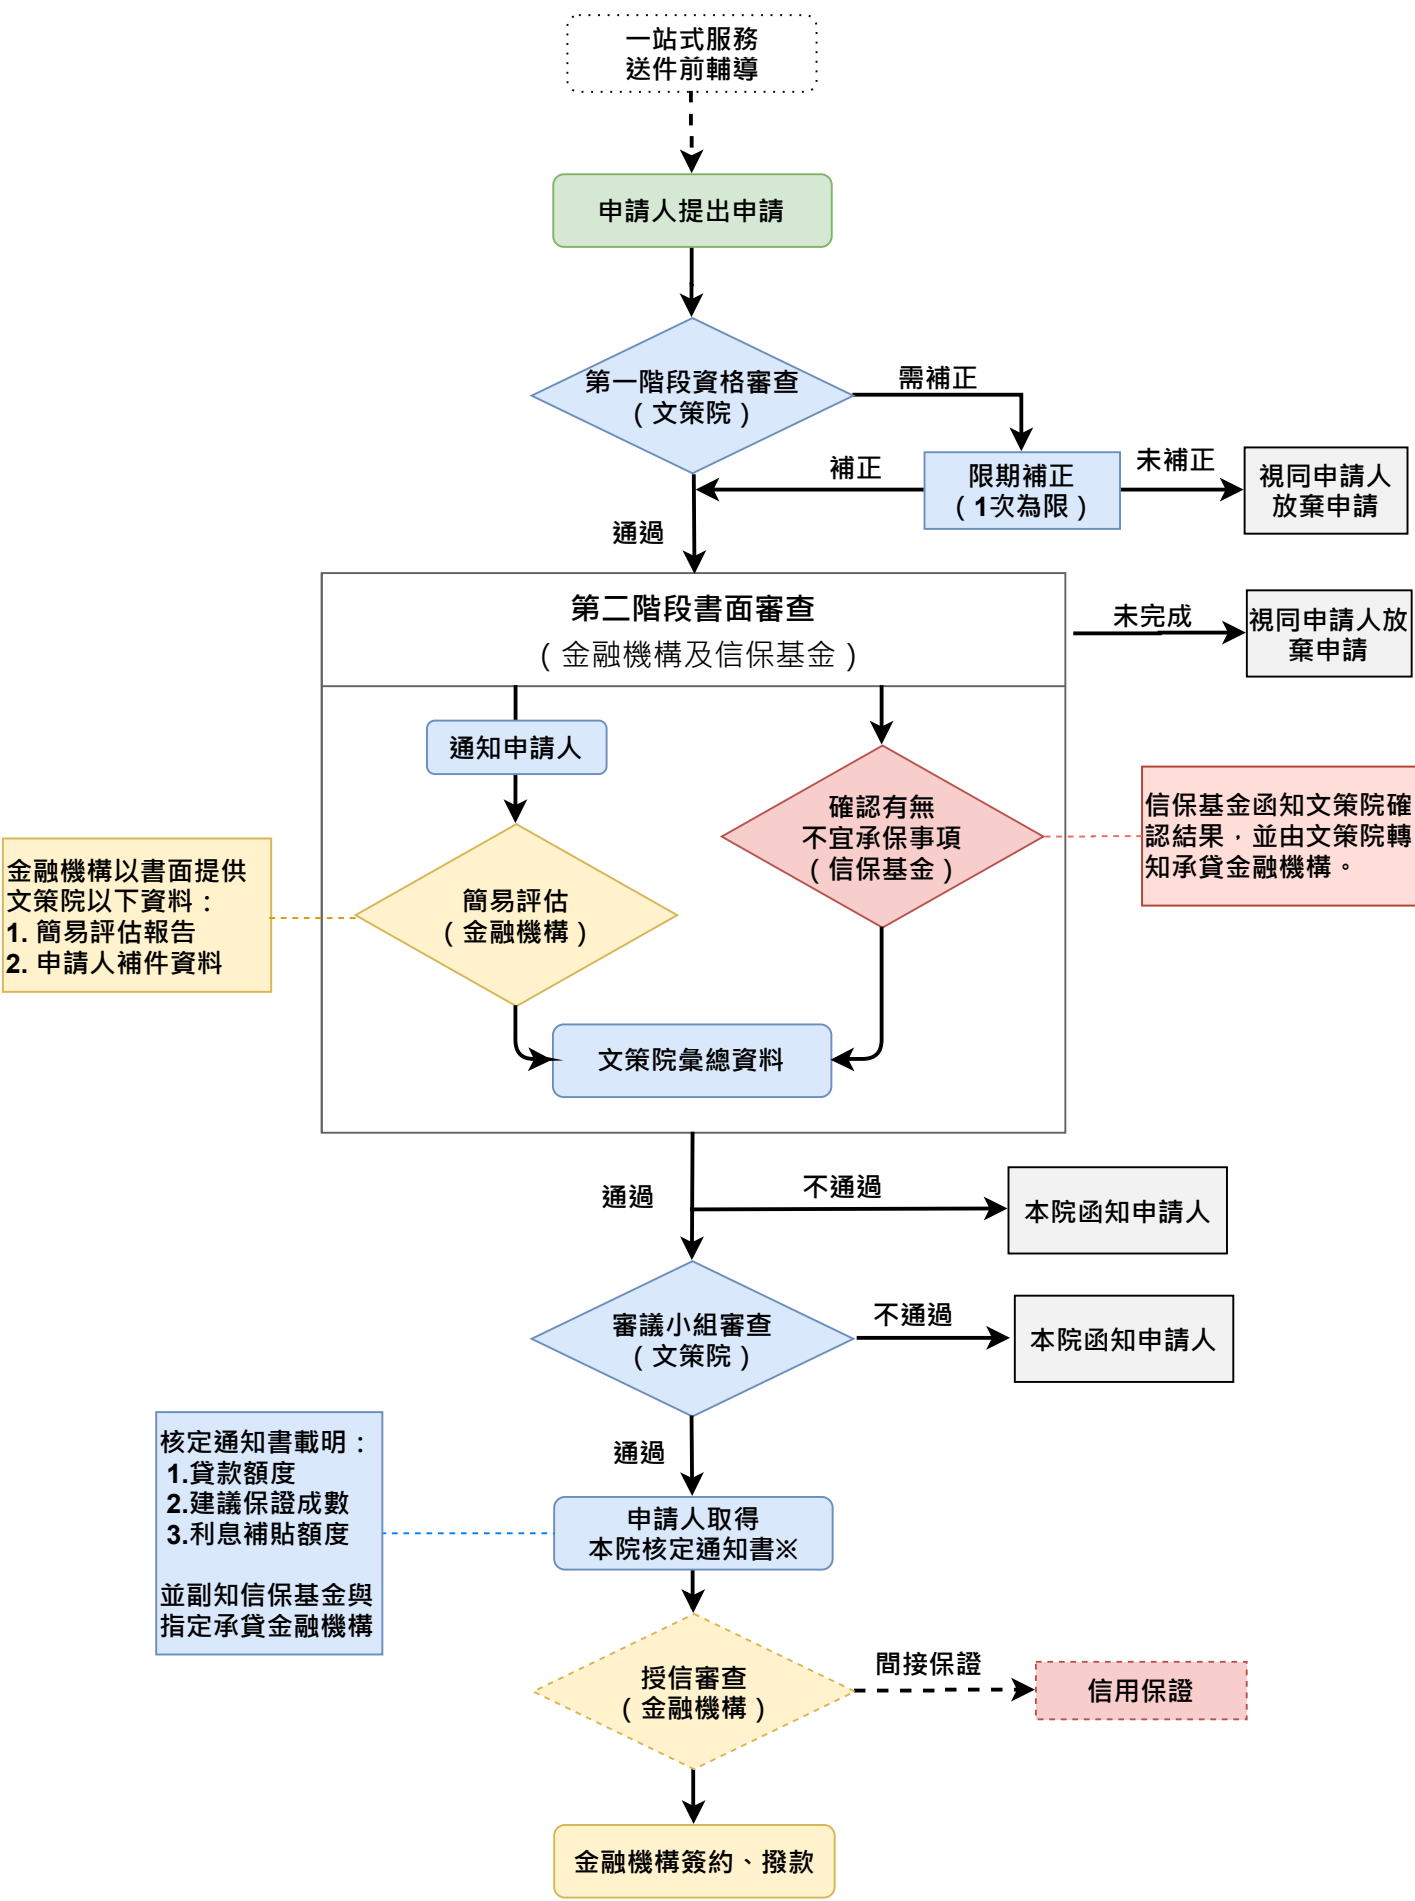 一站式服務
送件前輔導
申請人提出申請
第一階段資格審查
（文策院）
需補正
限期補正
（1次為限）
補正
未補正
視同申請人
放棄申請
通過
第二階段書面審查
（金融機構及信保基金）
未完成
視同申請人放
棄申請
通知申請人
確認有無
不宜承保事項
（信保基金）
信保基金函知文策院確
認結果，並由文策院轉
知承貸金融機構。
金融機構以書面提供
文策院以下資料：
1. 簡易評估報告
2. 申請人補件資料
簡易評估
（金融機構）
文策院彙總資料
通過
不通過
本院函知申請人
審議小組審查
（文策院）
不通過
本院函知申請人
通過
核定通知書載明：
1.貸款額度
2.建議保證成數
3.利息補貼額度
並副知信保基金與
指定承貸金融機構
申請人取得
本院核定通知書※
授信審查
（金融機構）
間接保證
信用保證
金融機構簽約、撥款